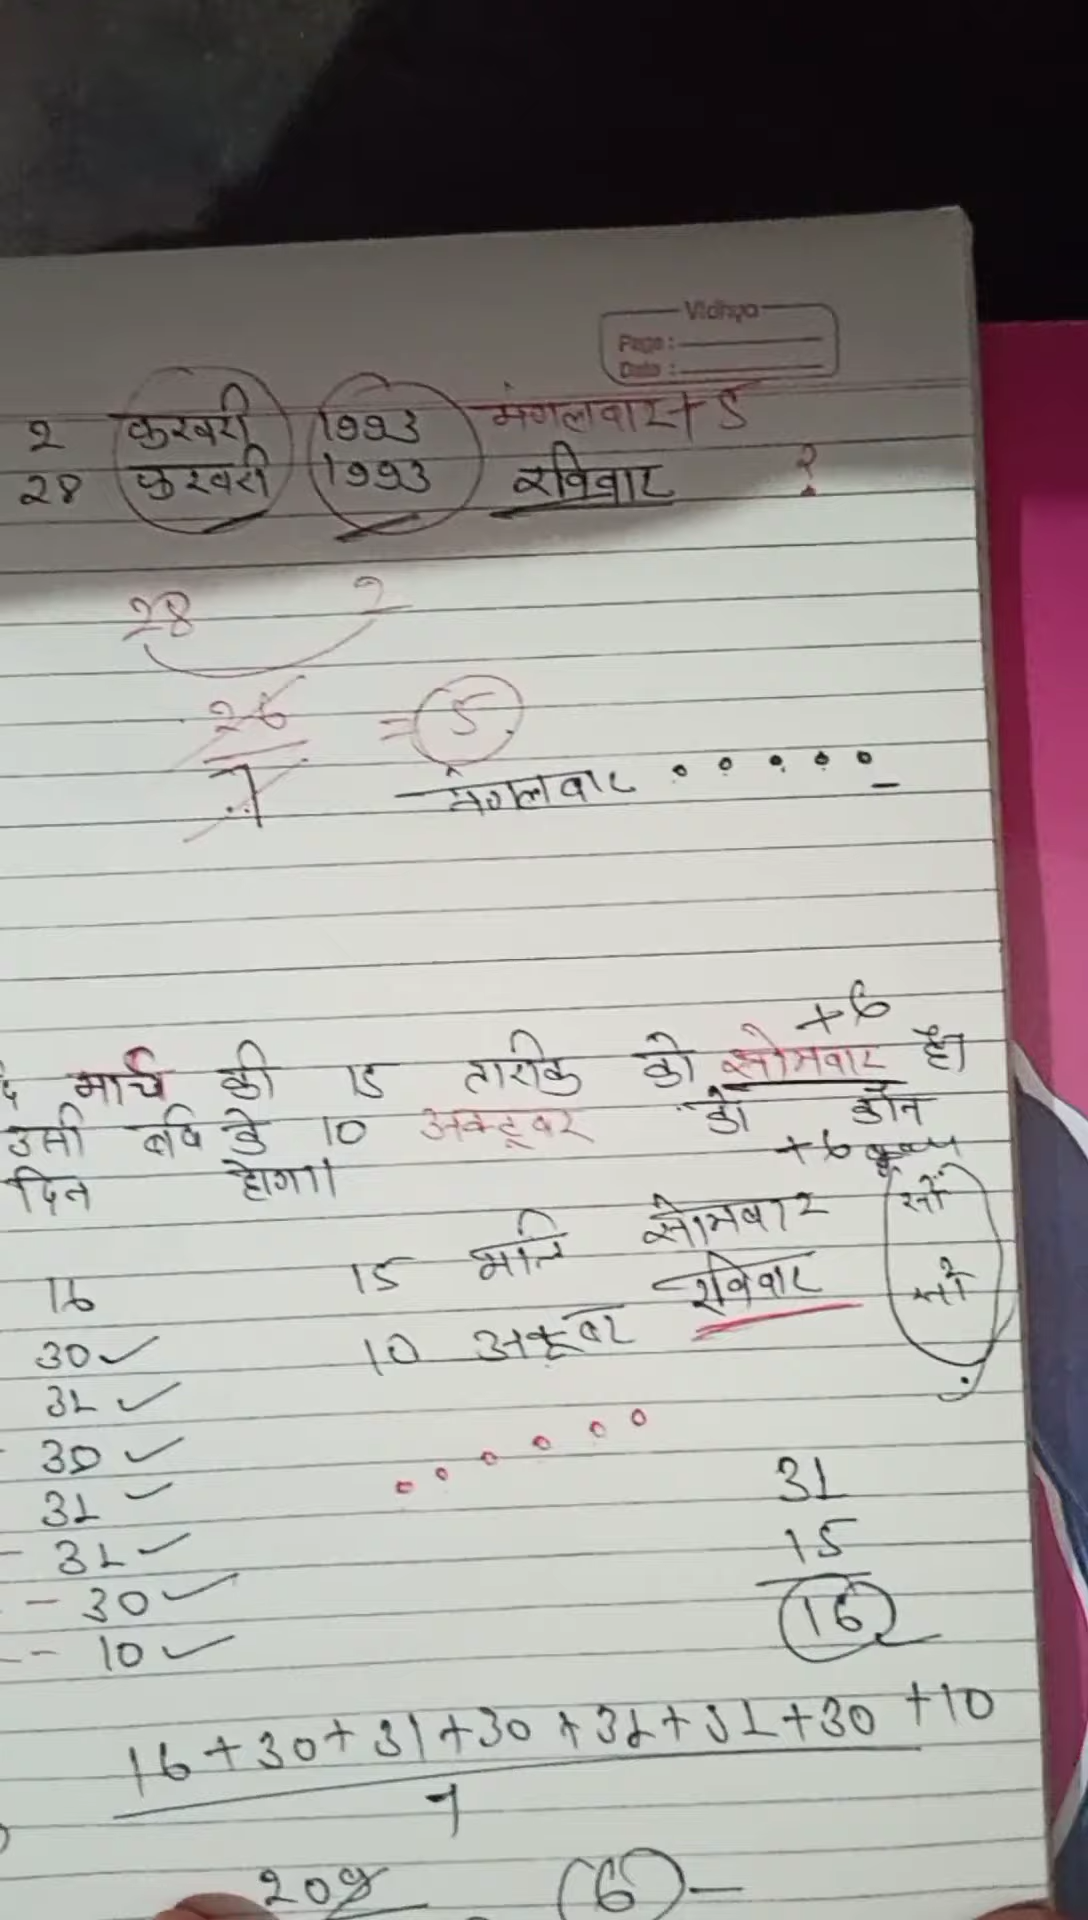 Vidhya
Page :
Date :
2 फरवरी 1993 मंगलवार + 5
28 फरवरी 1993 रविवार ?
28 2
26
7
= 5
मंगलवार
+6
मार्च की 15 तारीक को सोमवार है।
उसी वर्ष के 10 अक्टूबर को कौन
दिन होगा।
+6
16 15 मार्च सोमवार
30 10 अक्टूबर रविवार
31
30
31
31
30
10
31
15
16
16 + 30 + 31 + 30 + 31 + 31 + 30 + 10
7
209 6